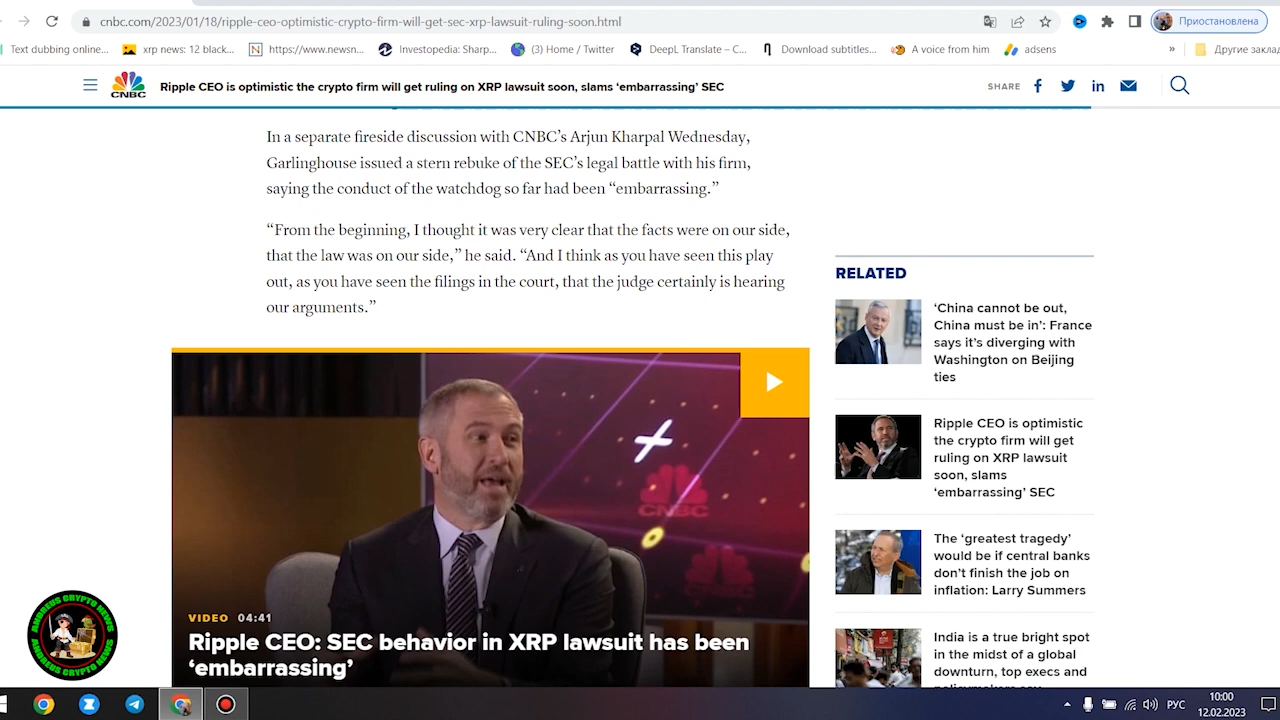 cnbc.com/2023/01/18/ripple-ceo-optimistic-crypto-firm-will-get-sec-xrp-lawsuit-ruling-soon.html
Приостановлена
Text dubbing online...
xrp news: 12 black...
https://www.newsn...
Investopedia: Sharp...
(3) Home / Twitter
DeepL Translate – C...
Download subtitles...
A voice from him
adsens
»
Другие закла
CNBC
Ripple CEO is optimistic the crypto firm will get ruling on XRP lawsuit soon, slams ‘embarrassing’ SEC
SHARE
In a separate fireside discussion with CNBC’s Arjun Kharpal Wednesday,
Garlinghouse issued a stern rebuke of the SEC’s legal battle with his firm,
saying the conduct of the watchdog so far had been “embarrassing.”
“From the beginning, I thought it was very clear that the facts were on our side,
that the law was on our side,” he said. “And I think as you have seen this play
out, as you have seen the filings in the court, that the judge certainly is hearing
our arguments.”
CNBC
VIDEO 04:41
Ripple CEO: SEC behavior in XRP lawsuit has been
‘embarrassing’
RELATED
‘China cannot be out,
China must be in’: France
says it’s diverging with
Washington on Beijing
ties
Ripple CEO is optimistic
the crypto firm will get
ruling on XRP lawsuit
soon, slams
‘embarrassing’ SEC
The ‘greatest tragedy’
would be if central banks
don’t finish the job on
inflation: Larry Summers
India is a true bright spot
in the midst of a global
downturn, top execs and
ANDREUS CRYPTO NEWS
ANDREUS CRYPTO NEWS
РУС
10:00
12.02.2023